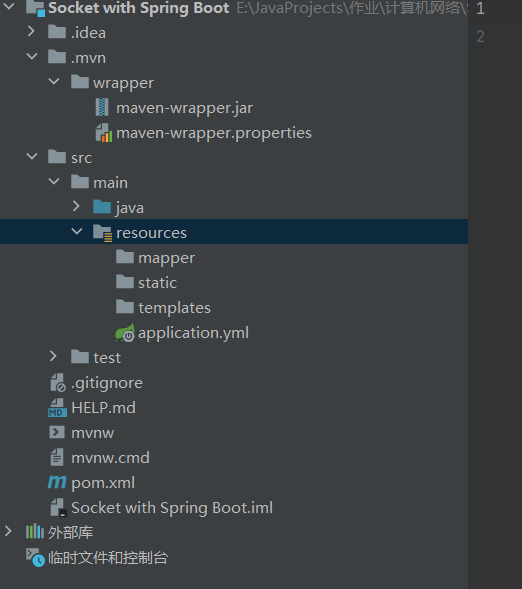 Socket with Spring Boot E:\JavaProjects\作业\计算机网络\
1
.idea
2
.mvn
wrapper
maven-wrapper.jar
maven-wrapper.properties
src
main
java
resources
mapper
static
templates
application.yml
test
.gitignore
HELP.md
mvnw
mvnw.cmd
pom.xml
Socket with Spring Boot.iml
外部库
临时文件和控制台